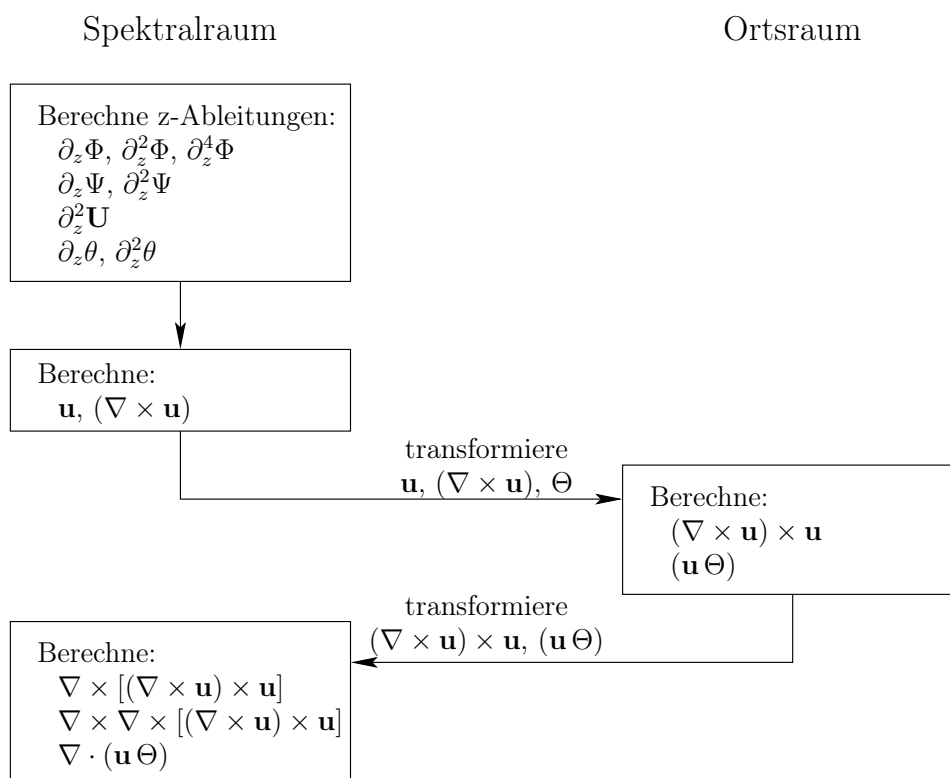 Spektralraum
Ortsraum
Berechne z-Ableitungen:
∂_zΦ, ∂_z^2Φ, ∂_z^4Φ
∂_zΨ, ∂_z^2Ψ
∂_z^2𝐔
∂_zθ, ∂_z^2θ
Berechne:
𝐮, (∇ × 𝐮)
transformiere
𝐮, (∇ × 𝐮), Θ
Berechne:
(∇ × 𝐮) × 𝐮
(𝐮 Θ)
transformiere
(∇ × 𝐮) × 𝐮, (𝐮 Θ)
Berechne:
∇ × [(∇ × 𝐮) × 𝐮]
∇ × ∇ × [(∇ × 𝐮) × 𝐮]
∇ · (𝐮 Θ)